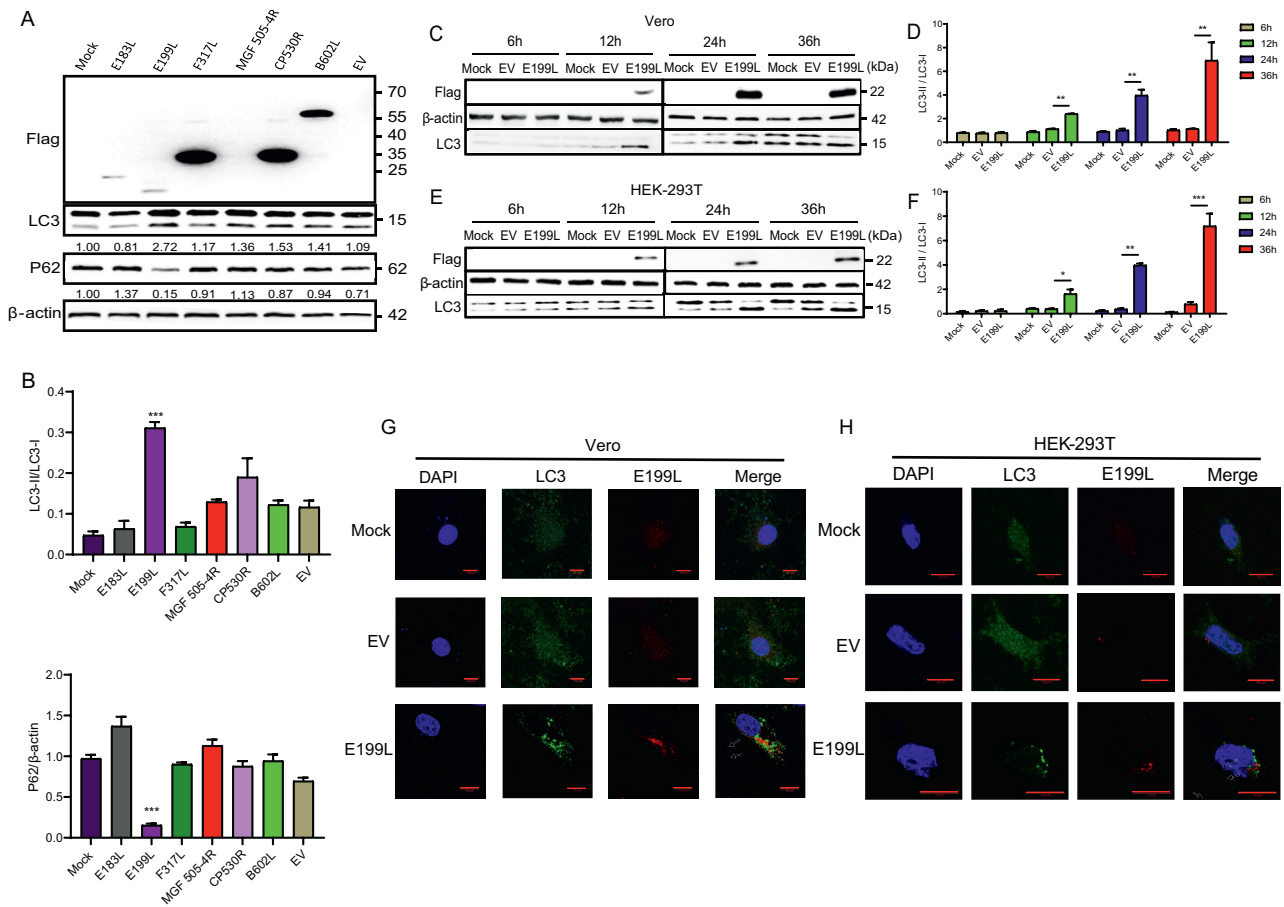 A
Mock E183L E199L F317L MGF 505-4R CP530R B602L EV
Flag
70
55
40
35
25
LC3
15
1.00 0.81 2.72 1.17 1.36 1.53 1.41 1.09
P62
62
1.00 1.37 0.15 0.91 1.13 0.87 0.94 0.71
β-actin
42
B
LC3-II/LC3-I
0.4
0.3
0.2
0.1
0.0
***
Mock E183L E199L F317L MGF 505-4R CP530R B602L EV
P62/β-actin
2.0
1.5
1.0
0.5
0.0
***
Mock E183L E199L F317L MGF 505-4R CP530R B602L EV
C
Vero
6h 12h 24h 36h
Mock EV E199L Mock EV E199L Mock EV E199L Mock EV E199L (kDa)
Flag 22
β-actin 42
LC3 15
D
LC3-II / LC3-I
10
8
6
4
2
0
** ** **
Mock EV E199L Mock EV E199L Mock EV E199L Mock EV E199L
6h
12h
24h
36h
E
HEK-293T
6h 12h 24h 36h
Mock EV E199L Mock EV E199L Mock EV E199L Mock EV E199L (kDa)
Flag 22
β-actin 42
LC3 15
F
LC3-II / LC3-I
10
8
6
4
2
0
* ** ***
Mock EV E199L Mock EV E199L Mock EV E199L Mock EV E199L
6h
12h
24h
36h
G
Vero
DAPI LC3 E199L Merge
Mock
EV
E199L
H
HEK-293T
DAPI LC3 E199L Merge
Mock
EV
E199L